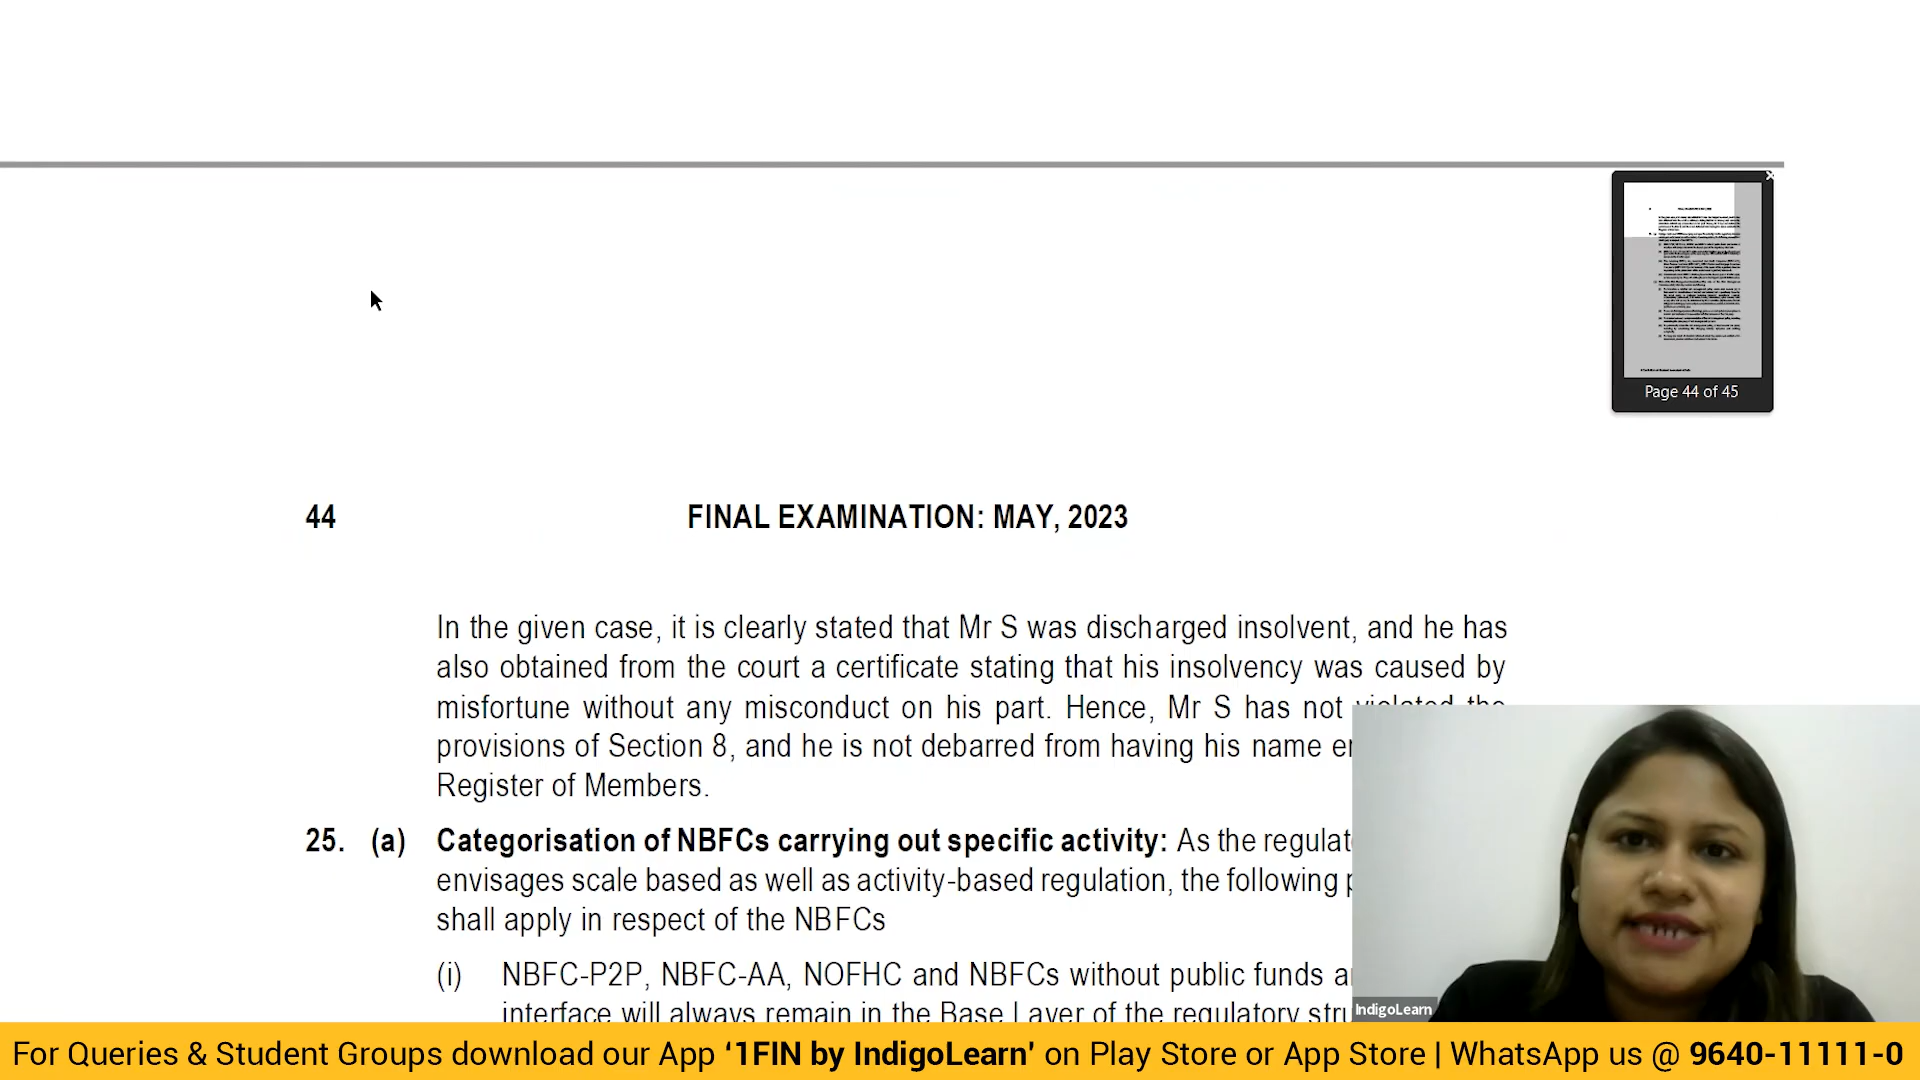 Page 44 of 45
44 FINAL EXAMINATION: MAY, 2023
In the given case, it is clearly stated that Mr S was discharged insolvent, and he has
also obtained from the court a certificate stating that his insolvency was caused by
misfortune without any misconduct on his part. Hence, Mr S has not violated the
provisions of Section 8, and he is not debarred from having his name
Register of Members.
25. (a) Categorisation of NBFCs carrying out specific activity: As the regulat
envisages scale based as well as activity-based regulation, the following
shall apply in respect of the NBFCs
(i) NBFC-P2P, NBFC-AA, NOFHC and NBFCs without public funds
interface will always remain in the Base Layer of the regulatory
IndigoLearn
For Queries & Student Groups download our App ‘1FIN by IndigoLearn’ on Play Store or App Store | WhatsApp us @ 9640-11111-0